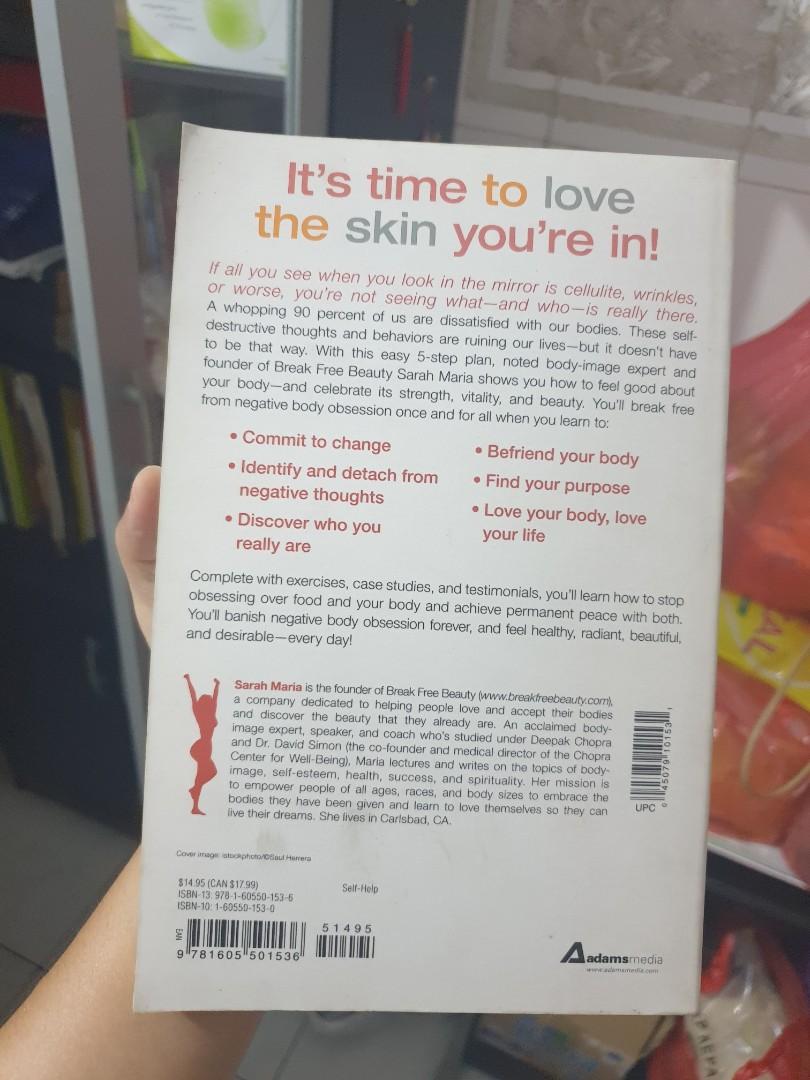 It's time to love
the skin you're in!
If all you see when you look in the mirror is cellulite, wrinkles,
or worse, you're not seeing what—and who—is really there.
A whopping 90 percent of us are dissatisfied with our bodies. These self-
destructive thoughts and behaviors are ruining our lives—but it doesn't have
to be that way. With this easy 5-step plan, noted body-image expert and
founder of Break Free Beauty Sarah Maria shows you how to feel good about
your body—and celebrate its strength, vitality, and beauty. You'll break free
from negative body obsession once and for all when you learn to:
• Commit to change
• Identify and detach from
negative thoughts
• Discover who you
really are
• Befriend your body
• Find your purpose
• Love your body, love
your life
Complete with exercises, case studies, and testimonials, you'll learn how to stop
obsessing over food and your body and achieve permanent peace with both.
You'll banish negative body obsession forever, and feel healthy, radiant, beautiful,
and desirable—every day!
Sarah Maria is the founder of Break Free Beauty (www.breakfreebeauty.com),
a company dedicated to helping people love and accept their bodies
and discover the beauty that they already are. An acclaimed body-
image expert, speaker, and coach who's studied under Deepak Chopra
and Dr. David Simon (the co-founder and medical director of the Chopra
Center for Well-Being), Maria lectures and writes on the topics of body-
image, self-esteem, health, success, and spirituality. Her mission is
to empower people of all ages, races, and body sizes to embrace the
bodies they have been given and learn to love themselves so they can
live their dreams. She lives in Carlsbad, CA.
0 45079 10153 1
UPC
Cover image: istockphoto/©Saul Herrera
$14.95 (CAN $17.99)
ISBN-13: 978-1-60550-153-6
ISBN-10: 1-60550-153-0
Self-Help
EAN
9 781605 501536
51495
adamsmedia
www.adamsmedia.com